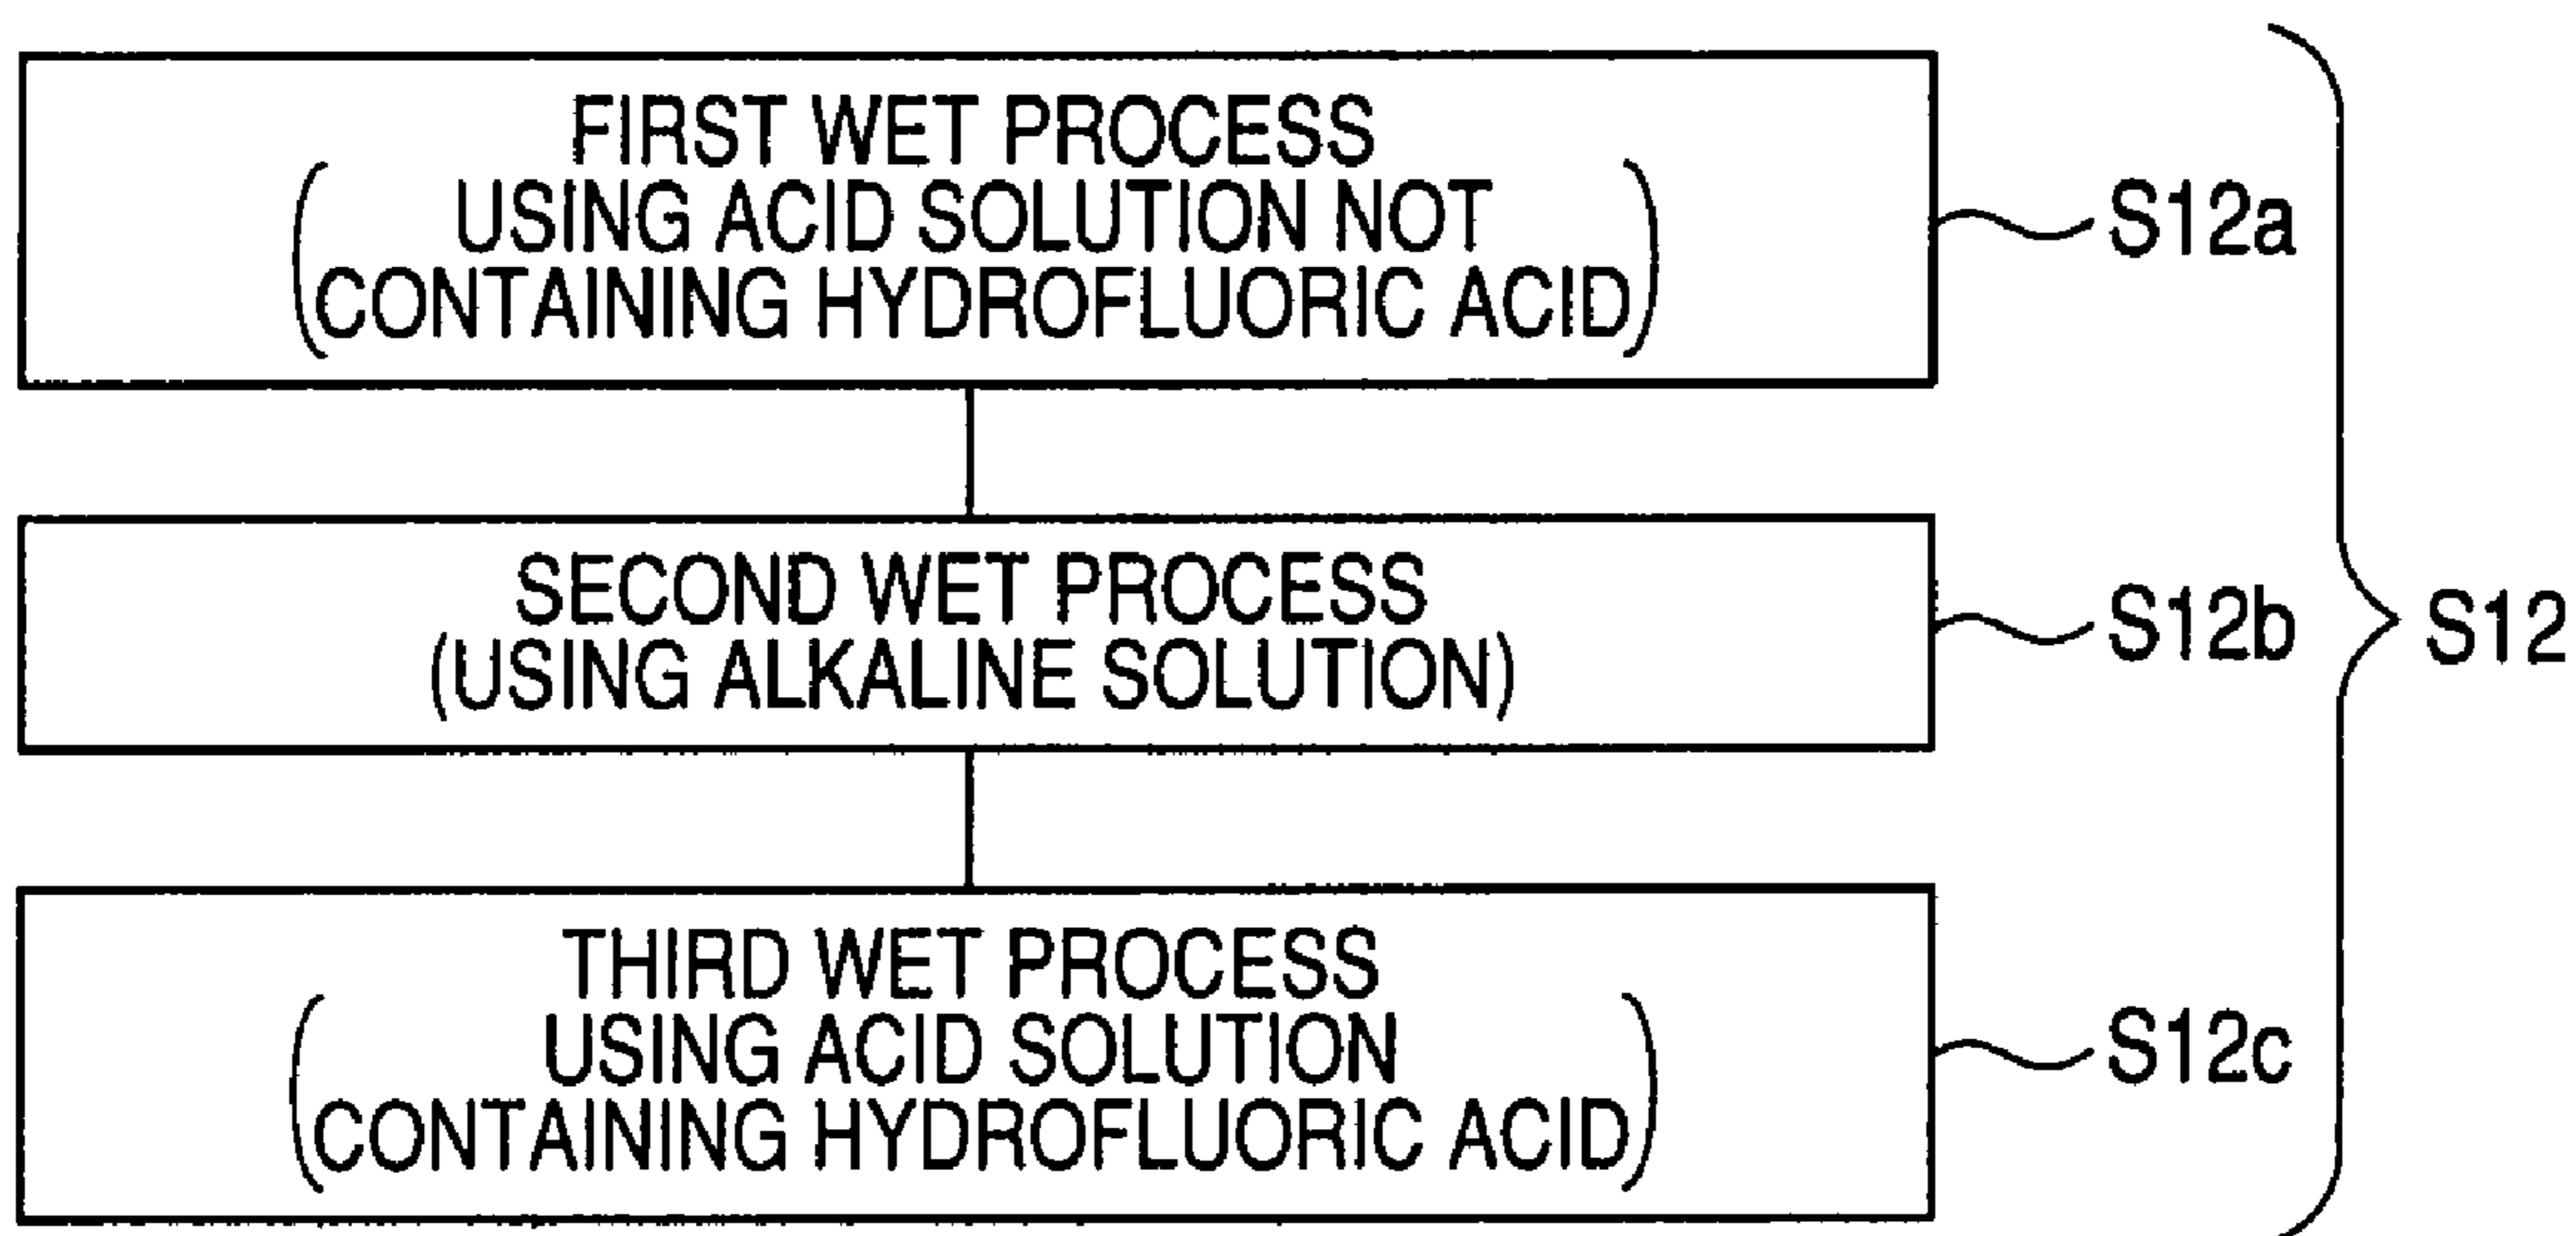 FIRST WET PROCESS
(USING ACID SOLUTION NOT
CONTAINING HYDROFLUORIC ACID)
S12a
SECOND WET PROCESS
(USING ALKALINE SOLUTION)
S12b
S12
THIRD WET PROCESS
(USING ACID SOLUTION
CONTAINING HYDROFLUORIC ACID)
S12c